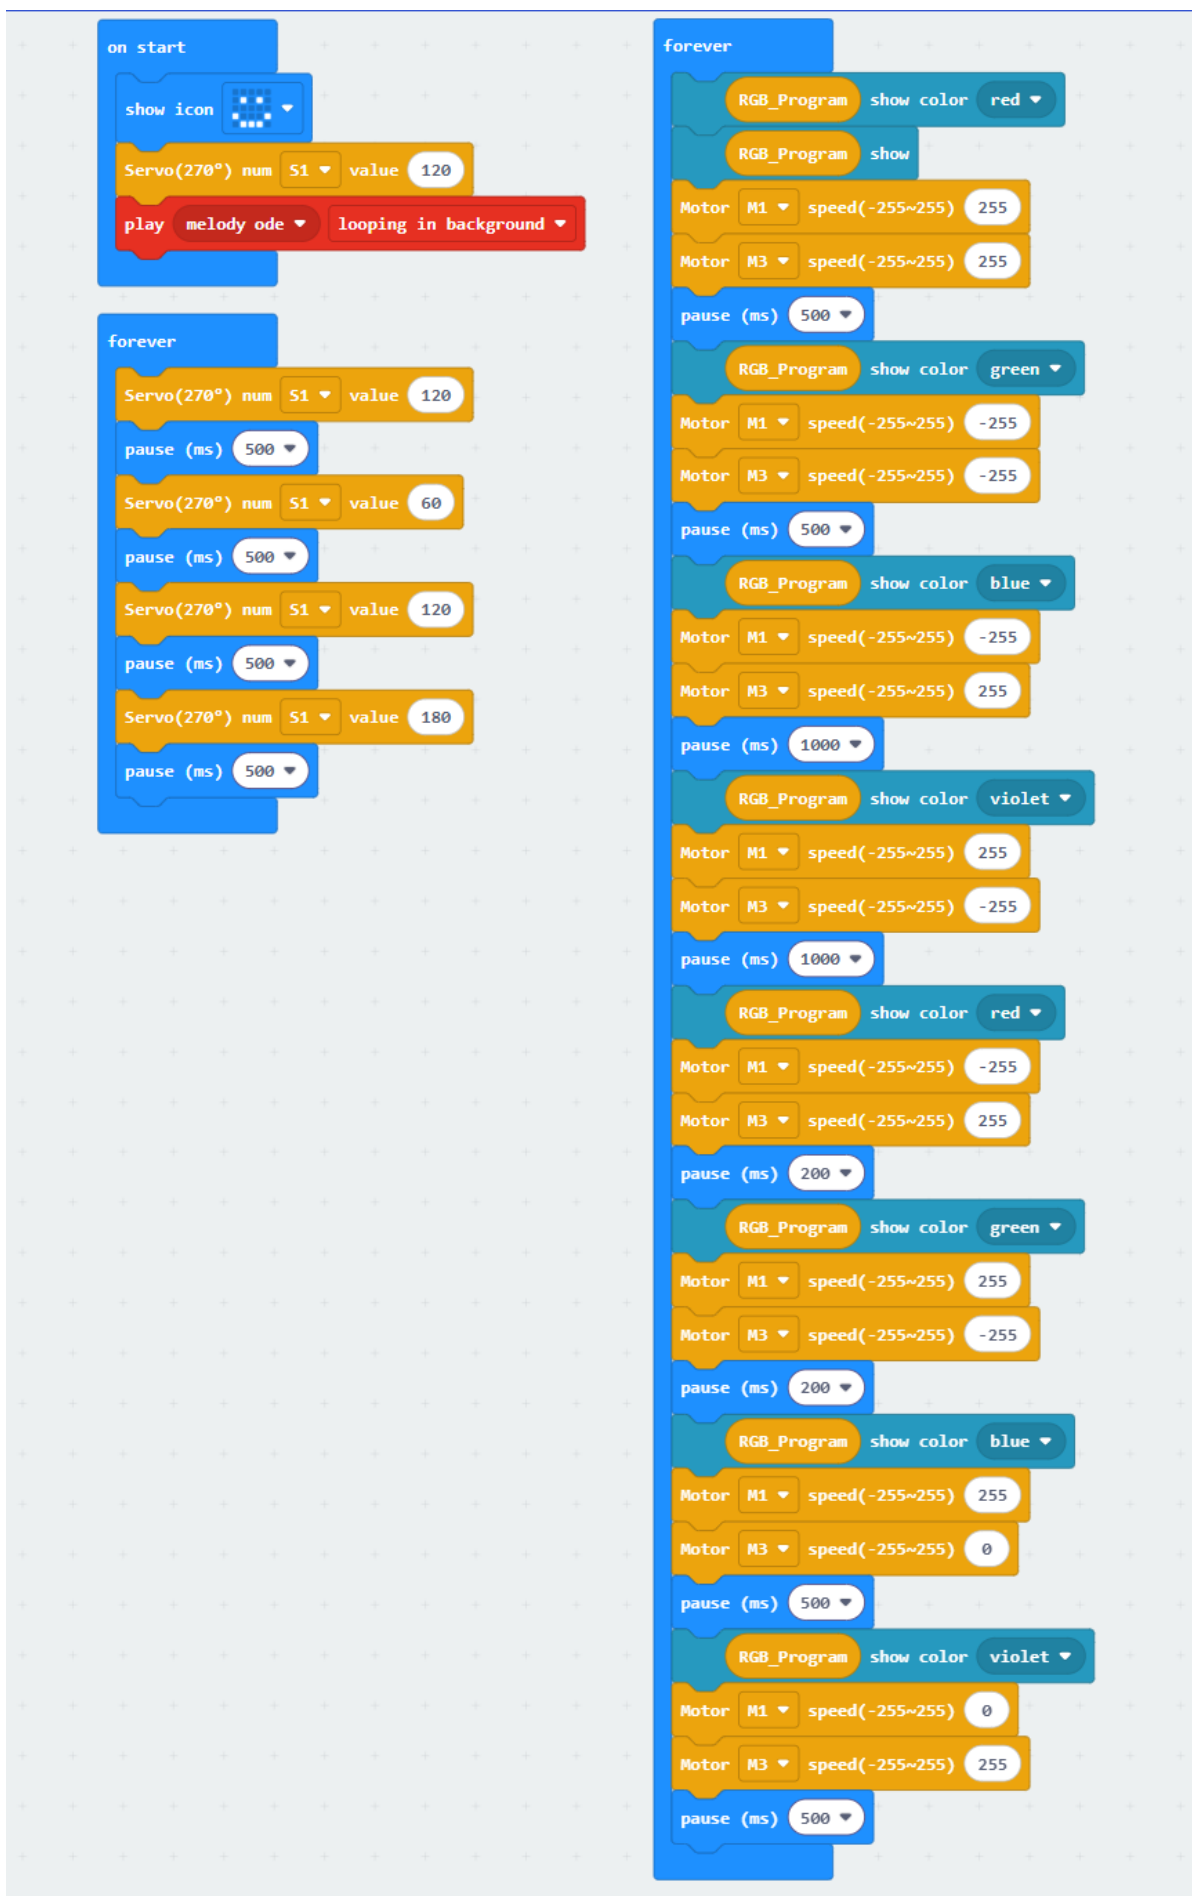 on start
show icon
Servo(270°) num S1 value 120
play melody ode looping in background
forever
Servo(270°) num S1 value 120
pause (ms) 500
Servo(270°) num S1 value 60
pause (ms) 500
Servo(270°) num S1 value 120
pause (ms) 500
Servo(270°) num S1 value 180
pause (ms) 500
forever
RGB_Program show color red
RGB_Program show
Motor M1 speed(-255~255) 255
Motor M3 speed(-255~255) 255
pause (ms) 500
RGB_Program show color green
Motor M1 speed(-255~255) -255
Motor M3 speed(-255~255) -255
pause (ms) 500
RGB_Program show color blue
Motor M1 speed(-255~255) -255
Motor M3 speed(-255~255) 255
pause (ms) 1000
RGB_Program show color violet
Motor M1 speed(-255~255) 255
Motor M3 speed(-255~255) -255
pause (ms) 1000
RGB_Program show color red
Motor M1 speed(-255~255) -255
Motor M3 speed(-255~255) 255
pause (ms) 200
RGB_Program show color green
Motor M1 speed(-255~255) 255
Motor M3 speed(-255~255) -255
pause (ms) 200
RGB_Program show color blue
Motor M1 speed(-255~255) 255
Motor M3 speed(-255~255) 0
pause (ms) 500
RGB_Program show color violet
Motor M1 speed(-255~255) 0
Motor M3 speed(-255~255) 255
pause (ms) 500